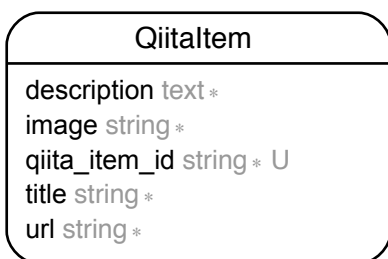 QiitaItem
description text *
image string *
qiita_item_id string * U
title string *
url string *